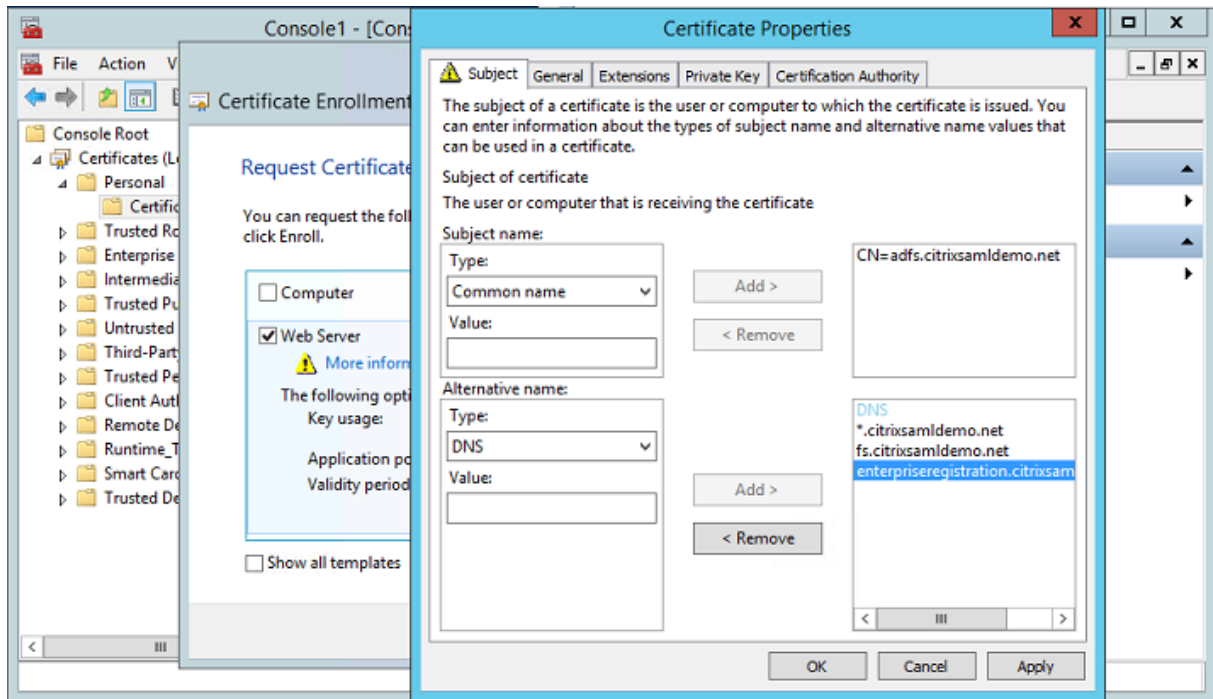 Console1 - [Con
File Action V
Console Root
Certificates (L
Personal
Certific
Trusted Ro
Enterprise
Intermedia
Trusted Pu
Untrusted
Third-Part
Trusted Pe
Client Aut
Remote De
Runtime_T
Smart Car
Trusted De
Certificate Enrollment
Request Certificate
You can request the foll
click Enroll.
Computer
Web Server
More inforn
The following opti
Key usage:
Application po
Validity period
Show all templates
Certificate Properties
Subject General Extensions Private Key Certification Authority
The subject of a certificate is the user or computer to which the certificate is issued. You
can enter information about the types of subject name and alternative name values that
can be used in a certificate.
Subject of certificate
The user or computer that is receiving the certificate
Subject name:
Type:
Common name
Value:
Add >
< Remove
CN=adfs.citrixsamldemo.net
Alternative name:
Type:
DNS
Value:
Add >
< Remove
DNS
*.citrixsamldemo.net
fs.citrixsamldemo.net
enterpriseregistration.citrixsam
OK Cancel Apply